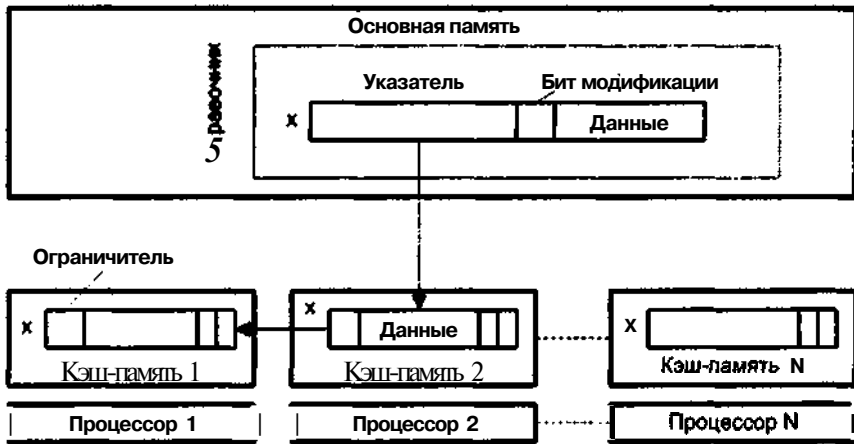 Основная память
Указатель Бит модификации
x Данные
Ограничитель
x x Данные x
Кэш-память 1 Кэш-память 2 Кэш-память N
Процессор 1 Процессор 2 Процессор N